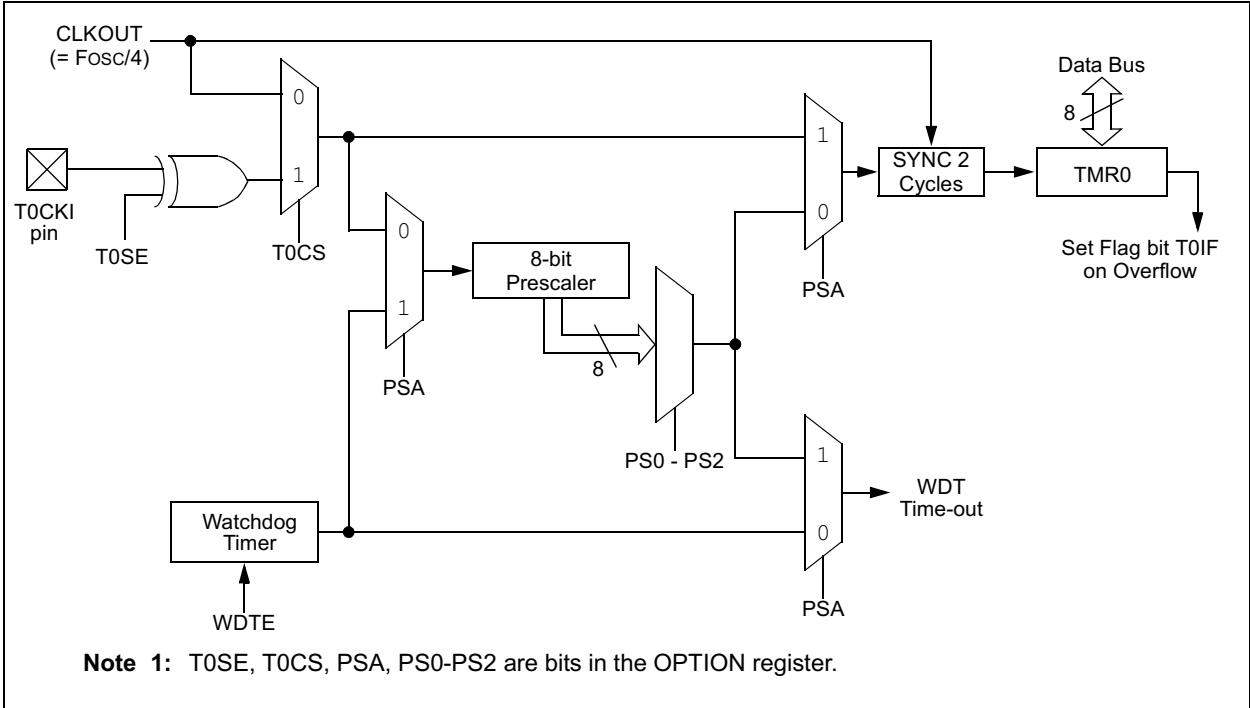 CLKOUT
(= FOSC/4)
Data Bus
8
0
1
1
0
SYNC 2
Cycles
TMR0
T0CKI
pin
T0SE
T0CS
0
1
8-bit
Prescaler
PSA
Set Flag bit T0IF
on Overflow
8
PSA
PS0 - PS2
1
0
WDT
Time-out
Watchdog
Timer
WDTE
PSA
Note 1: T0SE, T0CS, PSA, PS0-PS2 are bits in the OPTION register.